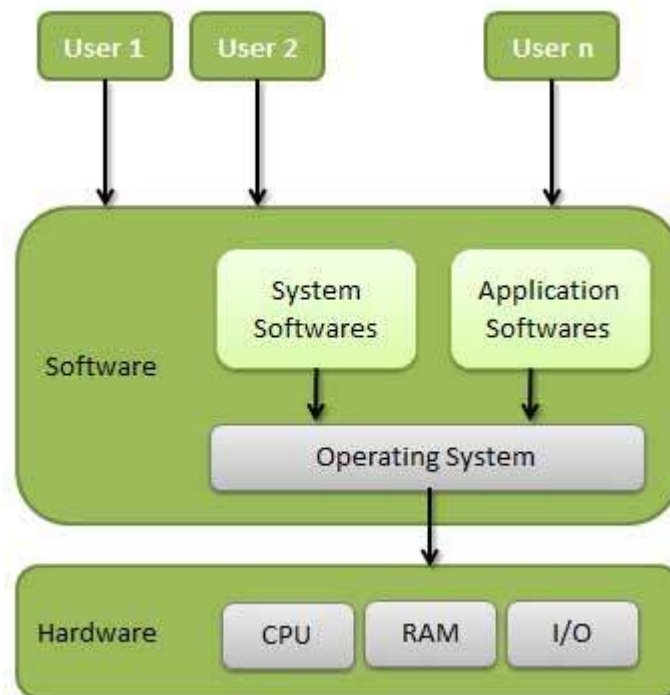 User 1
User 2
User n
System
Softwares
Application
Softwares
Software
Operating System
Hardware
CPU
RAM
I/O